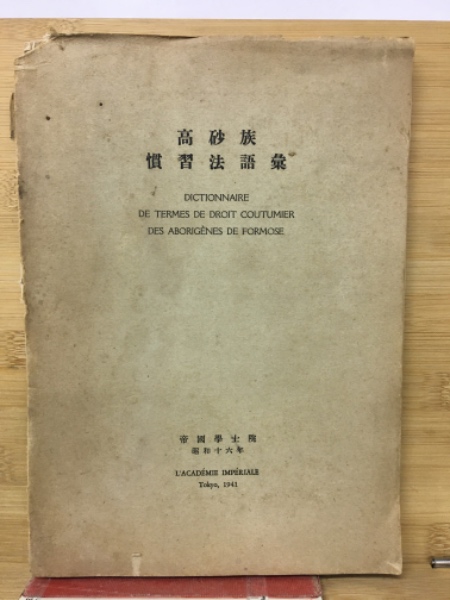 高砂族
慣習法語彙
DICTIONNAIRE
DE TERMES DE DROIT COUTUMIER
DES ABORIGÈNES DE FORMOSE
帝國學士院
昭和十六年
L'ACADÉMIE IMPÉRIALE
Tokyo, 1941